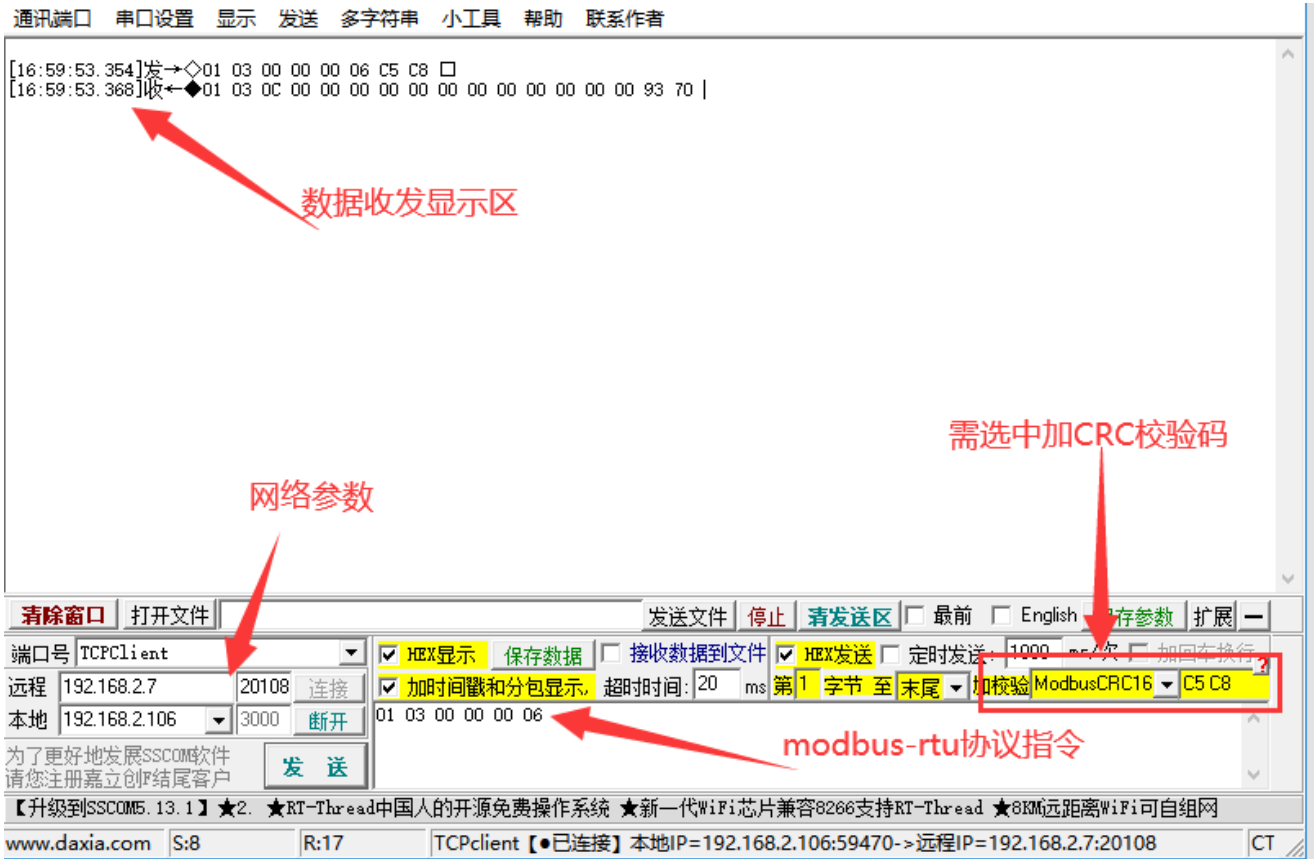 通讯端口 串口设置 显示 发送 多字符串 小工具 帮助 联系作者
[16:59:53.354]发→◇01 03 00 00 00 06 C5 C8 □
[16:59:53.368]收←◆01 03 0C 00 00 00 00 00 00 00 00 00 00 00 00 93 70
数据收发显示区
需选中加CRC校验码
网络参数
清除窗口 打开文件 发送文件 停止 清发送区 最前 English 存参数 扩展 —
端口号 TCPClient HEX显示 保存数据 接收数据到文件 HEX发送 定时发送: 1000 ms/次 加回车换行
远程 192.168.2.7 20108 连接 加时间戳和分包显示, 超时时间: 20 ms 第 1 字节 至 末尾 加校验 ModbusCRC16 C5 C8 ?
本地 192.168.2.106 3000 断开 01 03 00 00 00 06
modbus-rtu协议指令
为了更好地发展SSCOM软件
请您注册嘉立创F结尾客户
发 送
【升级到SSCOM5.13.1】★2. ★RT-Thread中国人的开源免费操作系统 ★新一代WiFi芯片兼容8266支持RT-Thread ★8KM远距离WiFi可自组网
www.daxia.com S:8 R:17 TCPclient【●已连接】本地IP=192.168.2.106:59470->远程IP=192.168.2.7:20108 CT